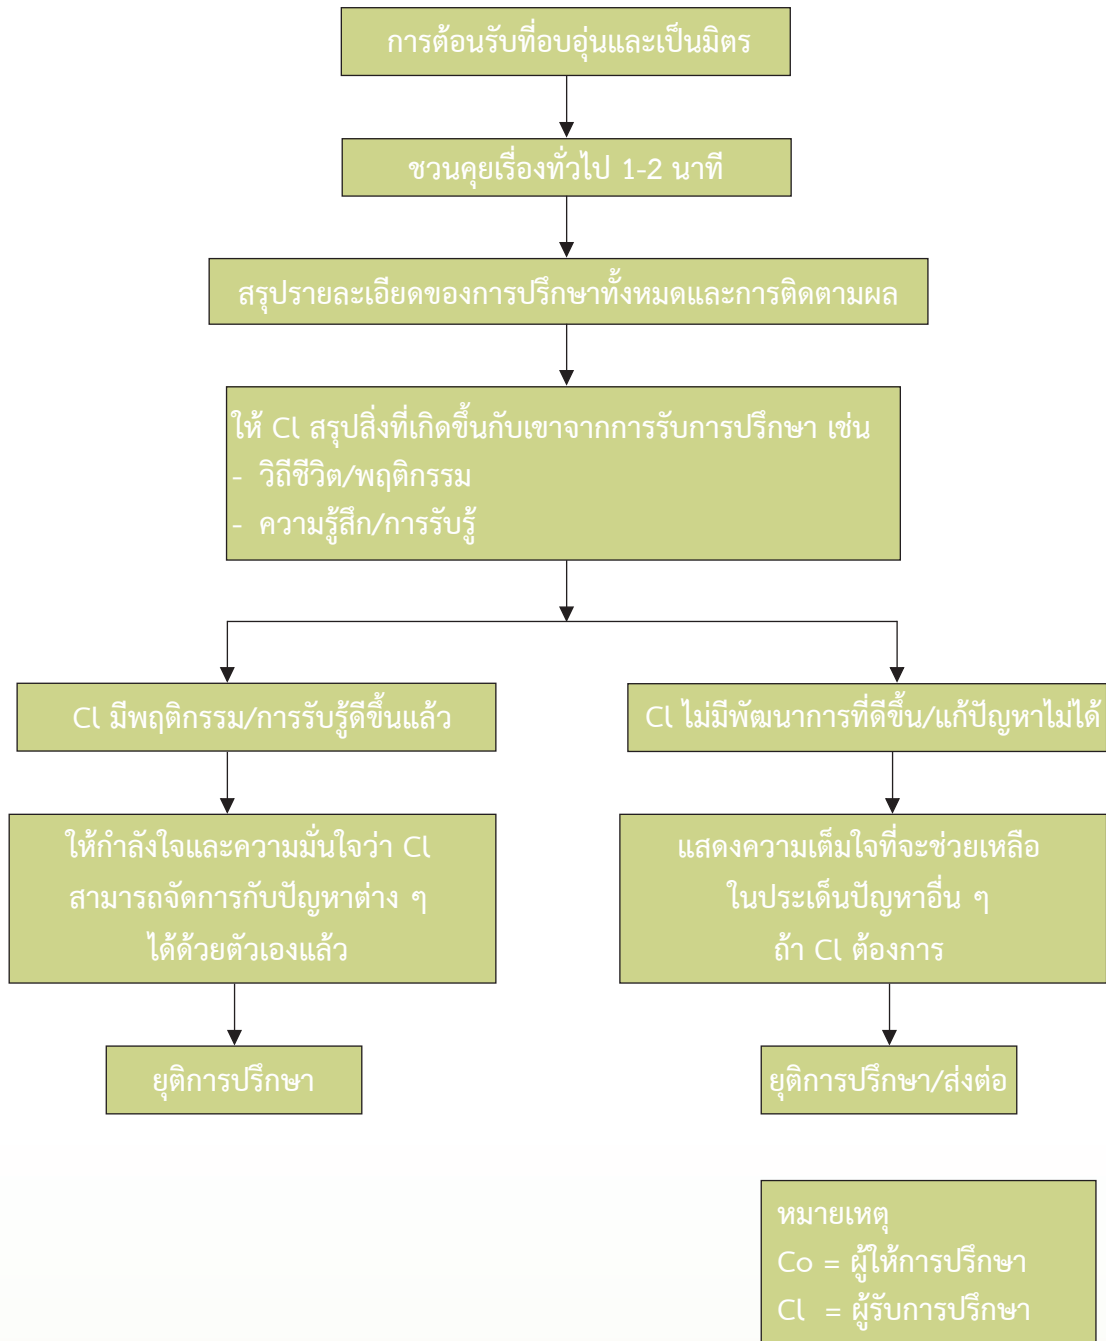 การต้อนรับที่อบอุ่นและเป็นมิตร
ชวนคุยเรื่องทั่วไป 1-2 นาที
สรุปรายละเอียดของการปรึกษาทั้งหมดและการติดตามผล
ให้ Cl สรุปสิ่งที่เกิดขึ้นกับเขาจากการรับการปรึกษา เช่น
- วิถีชีวิต/พฤติกรรม
- ความรู้สึก/การรับรู้
Cl มีพฤติกรรม/การรับรู้ดีขึ้นแล้ว
Cl ไม่มีพัฒนาการที่ดีขึ้น/แก้ปัญหาไม่ได้
ให้กำลังใจและความมั่นใจว่า Cl
สามารถจัดการกับปัญหาต่าง ๆ
ได้ด้วยตัวเองแล้ว
แสดงความเต็มใจที่จะช่วยเหลือ
ในประเด็นปัญหาอื่น ๆ
ถ้า Cl ต้องการ
ยุติการปรึกษา
ยุติการปรึกษา/ส่งต่อ
หมายเหตุ
Co = ผู้ให้การปรึกษา
Cl = ผู้รับการปรึกษา